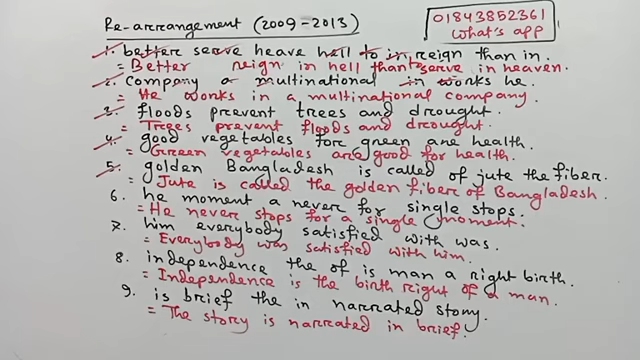 Re-arrangement (2009-2013)
01843852361
What's app
1. better serve heave hell to in, reign than in.
= Better reign in hell than serve in heaven.
2. company a multinational in works he.
= He works in a multinational company.
3. floods prevent trees and drought.
= Trees prevent floods and drought.
4. good vegetables for green are health.
= Green vegetables are good for health.
5. golden Bangladesh is called of jute the fiber.
= Jute is called the golden fiber of Bangladesh.
6. he moment a never for single stops.
= He never stops for a single moment.
7. him everybody satisfied with was.
= Everybody was satisfied with him.
8. independence the of is man a right birth.
= Independence is the birth right of a man.
9. is brief the in narrated story.
= The story is narrated in brief.